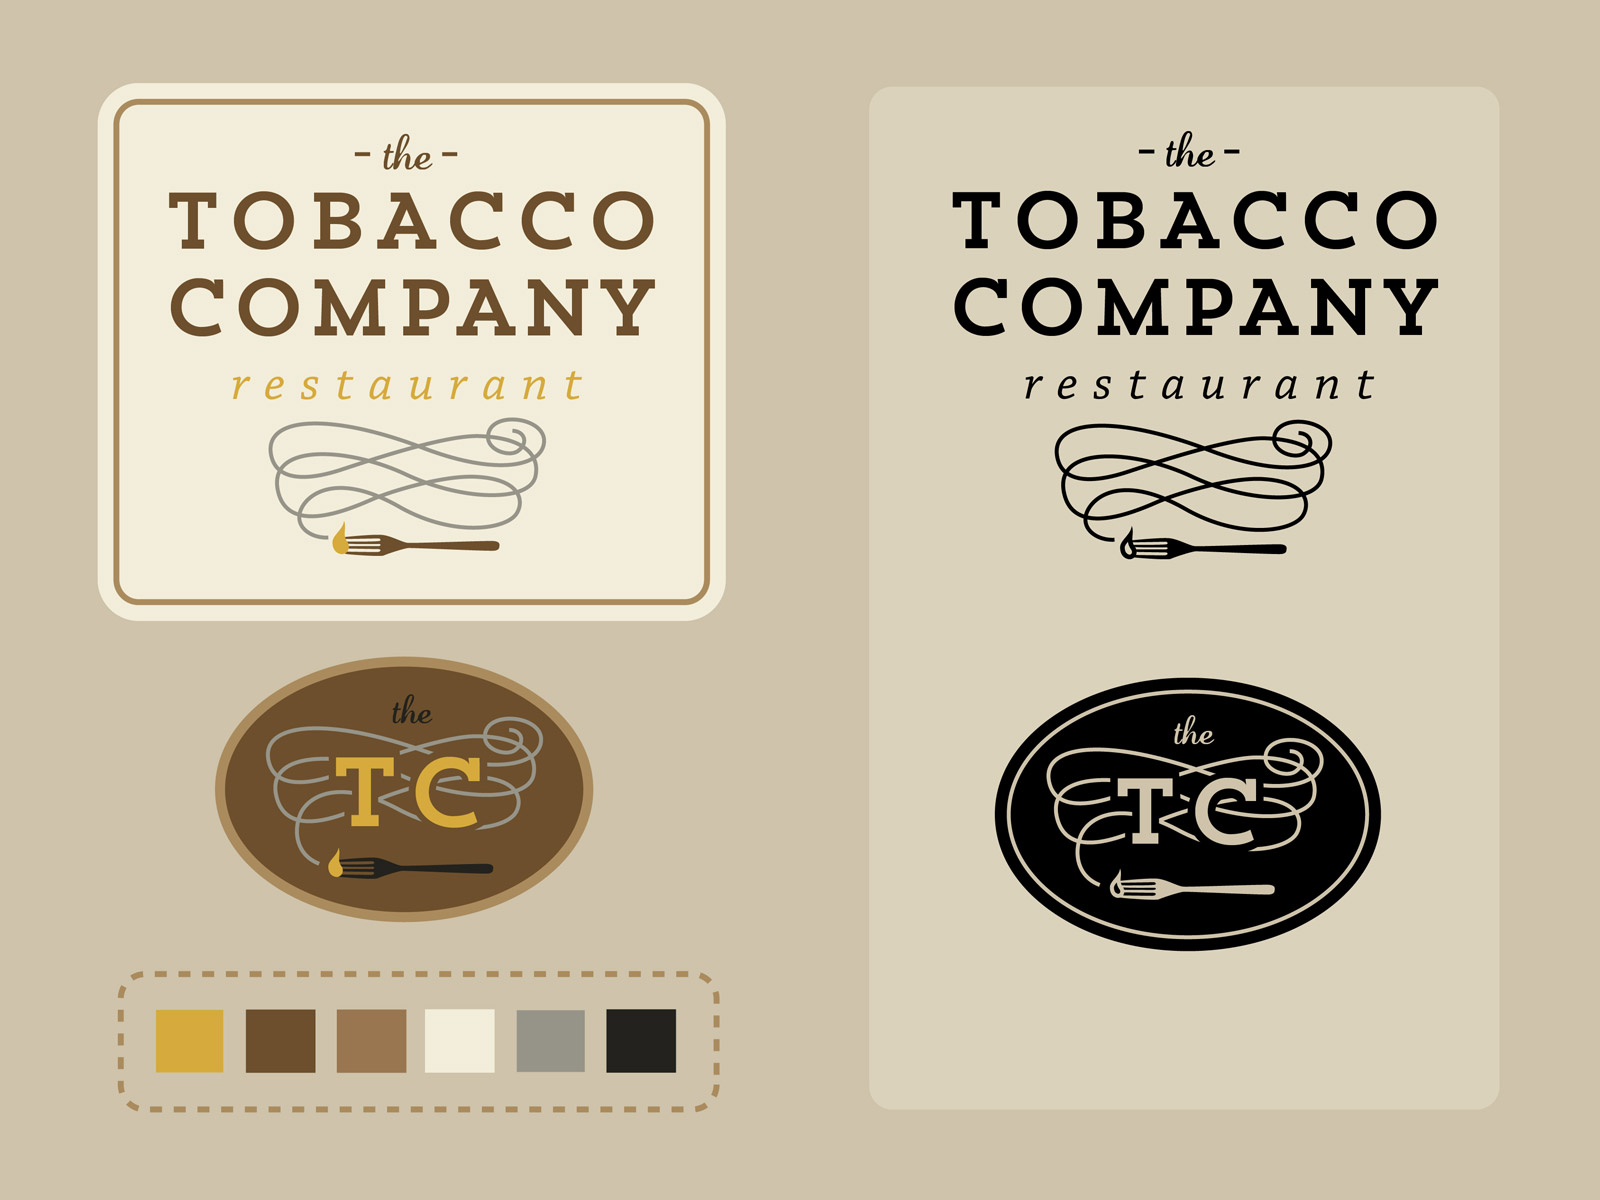 - the -
TOBACCO
COMPANY
restaurant
the
TC
- the -
TOBACCO
COMPANY
restaurant
the
TC